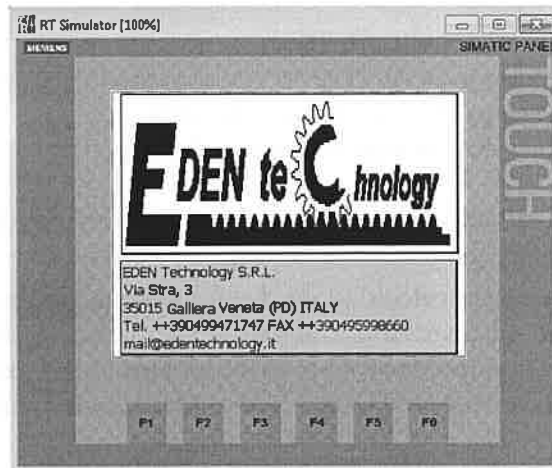 RT Simulator [100%]
SIEMENS
SIMATIC PANEL
TOUCH
EDEN teChnology
EDEN Technology S.R.L.
Via Stra, 3
35015 Galliera Veneta (PD) ITALY
Tel. ++390499471747 FAX ++390495998660
mail@edentechnology.it
F1 F2 F3 F4 F5 F6